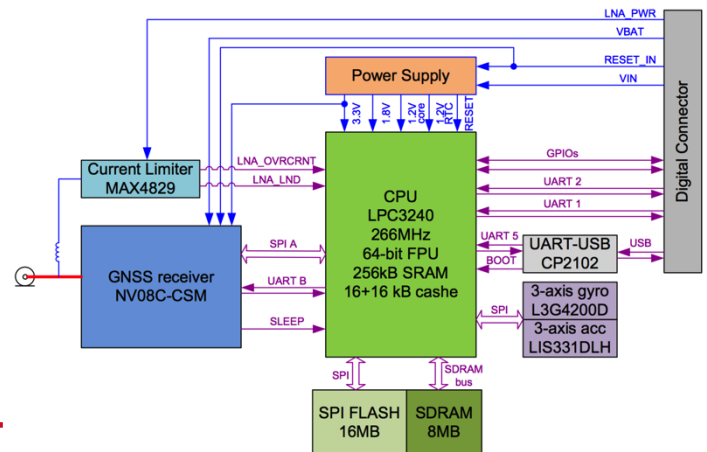 LNA_PWR
VBAT
RESET_IN
VIN
Power Supply
3.3V
1.8V
1.2V
core
1.2V
RTC
RESET
Digital Connector
Current Limiter
MAX4829
LNA_OVRCRNT
LNA_LND
GPIOs
UART 2
UART 1
CPU
LPC3240
266MHz
64-bit FPU
256kB SRAM
16+16 kB cashe
GNSS receiver
NV08C-CSM
SPI A
UART B
SLEEP
UART 5
BOOT
UART-USB
CP2102
USB
SPI
3-axis gyro
L3G4200D
3-axis acc
LIS331DLH
SPI
SDRAM
bus
SPI FLASH
16MB
SDRAM
8MB